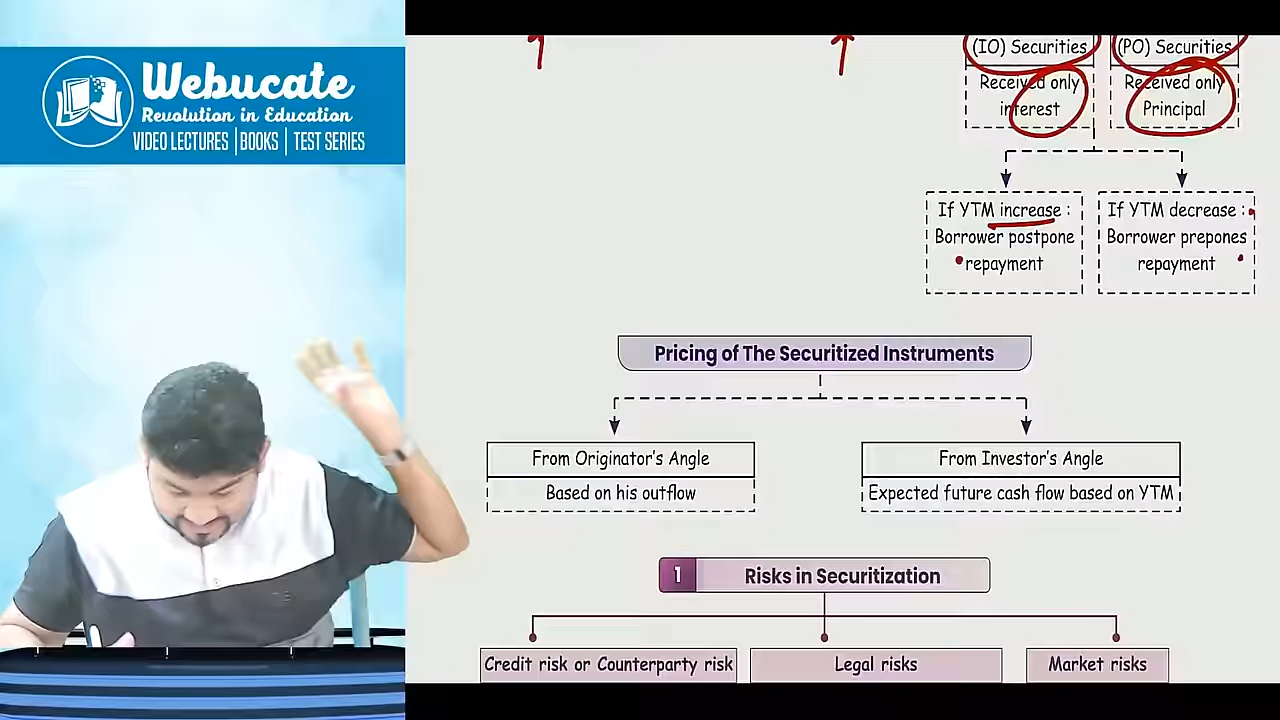 Webucate
Revolution in Education
VIDEO LECTURES | BOOKS | TEST SERIES
(IO) Securities
Received only
interest
(PO) Securities
Received only
Principal
If YTM increase :
Borrower postpone
repayment
If YTM decrease :
Borrower prepones
repayment
Pricing of The Securitized Instruments
From Originator's Angle
Based on his outflow
From Investor's Angle
Expected future cash flow based on YTM
1 Risks in Securitization
Credit risk or Counterparty risk
Legal risks
Market risks